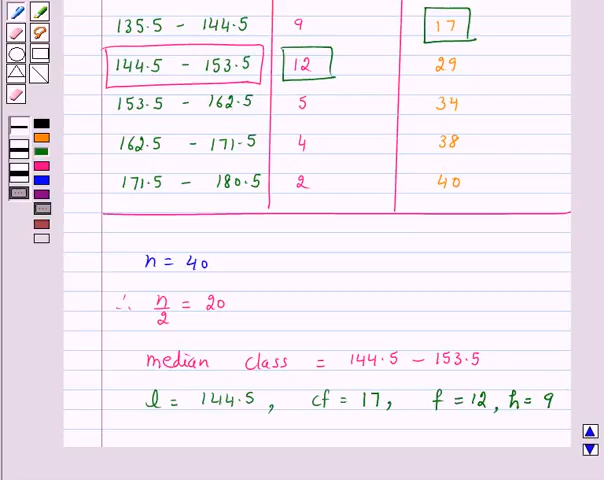 135.5 - 144.5 9 17
144.5 - 153.5 12 29
153.5 - 162.5 5 34
162.5 - 171.5 4 38
171.5 - 180.5 2 40
n = 40
∴ n/2 = 20
median class = 144.5 - 153.5
l = 144.5, cf = 17, f = 12, h = 9